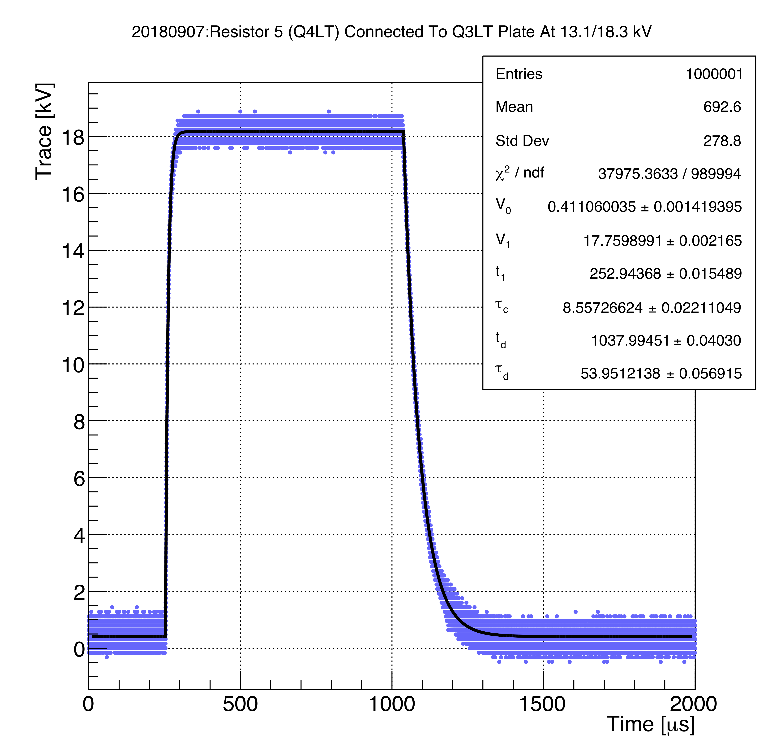 20180907:Resistor 5 (Q4LT) Connected To Q3LT Plate At 13.1/18.3 kV
Entries 1000001
Mean 692.6
Std Dev 278.8
χ² / ndf 37975.3633 / 989994
V₀ 0.411060035 ± 0.001419395
V₁ 17.7598991 ± 0.002165
t₁ 252.94368 ± 0.015489
τc 8.55726624 ± 0.02211049
td 1037.99451 ± 0.04030
τd 53.9512138 ± 0.056915
Trace [kV]
18
16
14
12
10
8
6
4
2
0
0 500 1000 1500 2000
Time [μs]